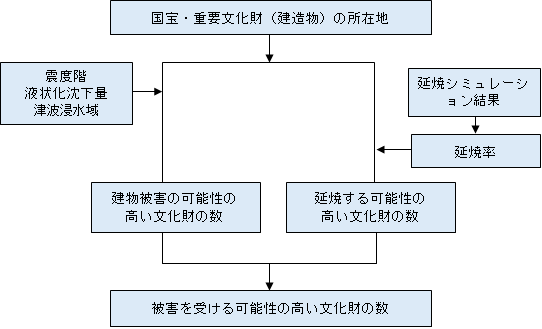 国宝・重要文化財（建造物）の所在地
震度階
液状化沈下量
津波浸水域
延焼シミュレーシ
ョン結果
延焼率
建物被害の可能性の
高い文化財の数
延焼する可能性の
高い文化財の数
被害を受ける可能性の高い文化財の数